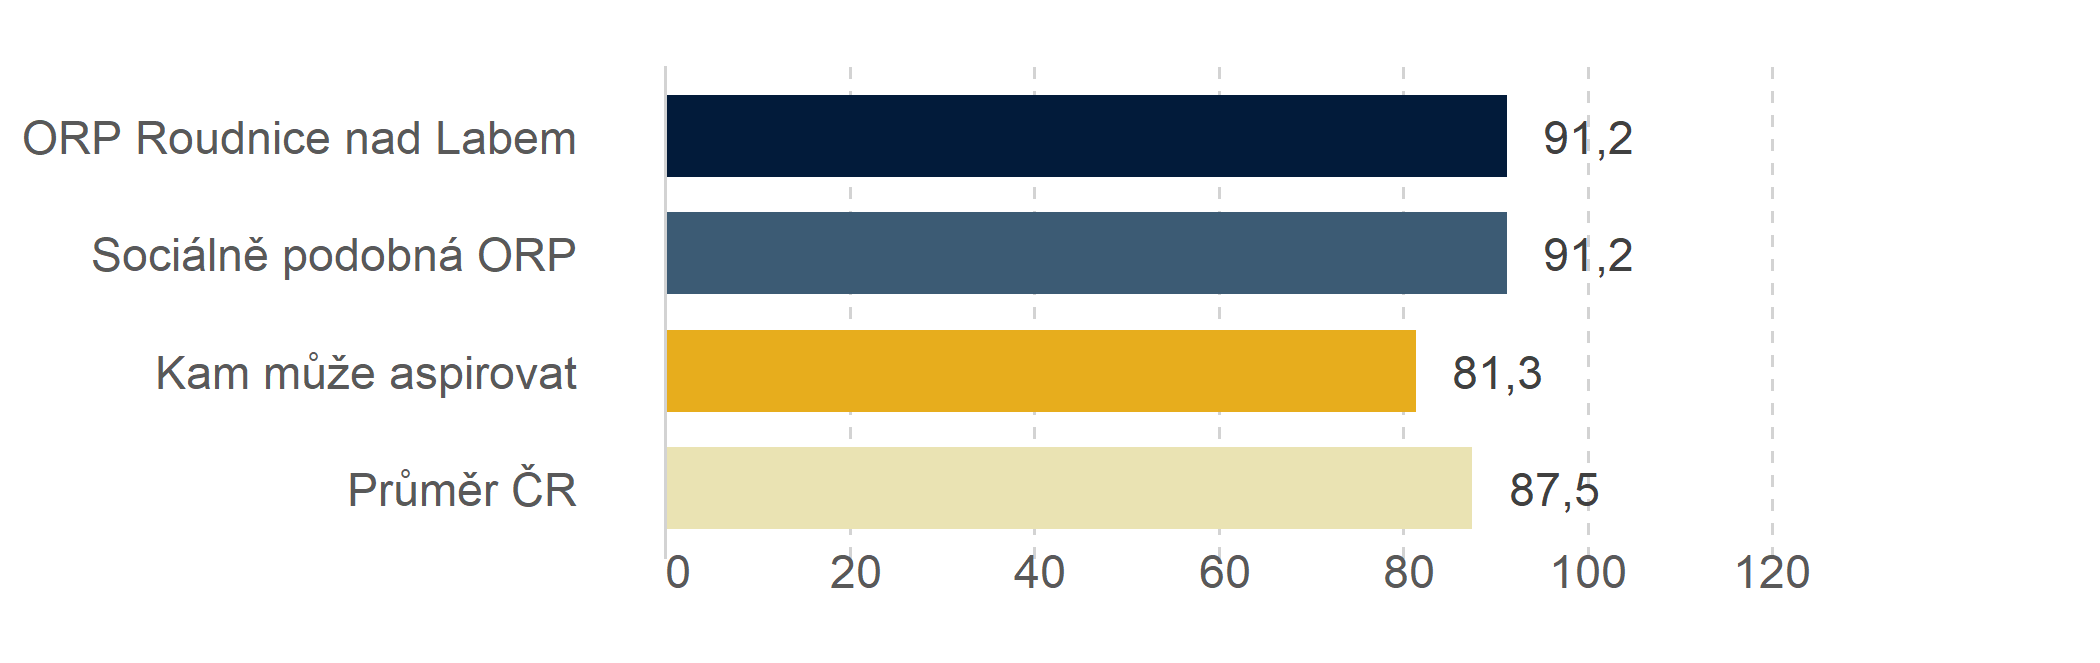 ORP Roudnice nad Labem 91,2
Sociálně podobná ORP 91,2
Kam může aspirovat 81,3
Průměr ČR 87,5
0 20 40 60 80 100 120